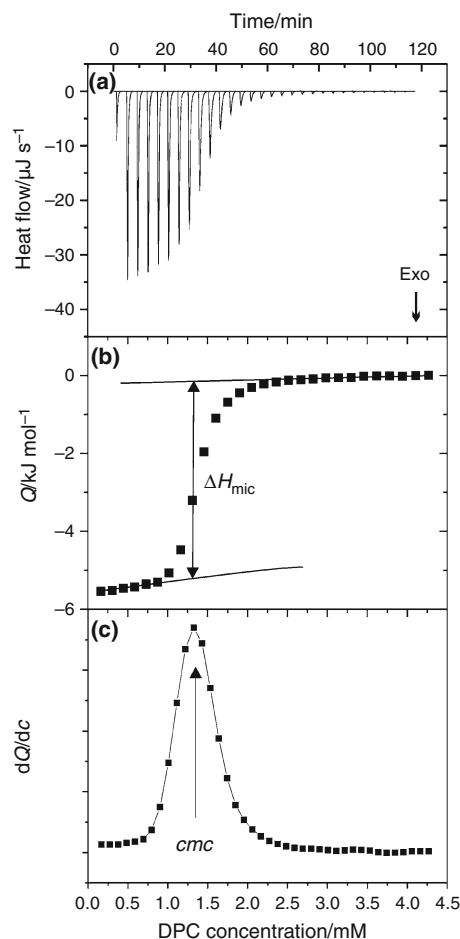 Time/min
0 20 40 60 80 100 120
(a)
0
−10
−20
−30
−40
Heat flow/µJ s⁻¹
Exo
(b)
0
−2
−4
−6
Q/kJ mol⁻¹
ΔHmic
(c)
dQ/dc
cmc
0.0 0.5 1.0 1.5 2.0 2.5 3.0 3.5 4.0 4.5
DPC concentration/mM